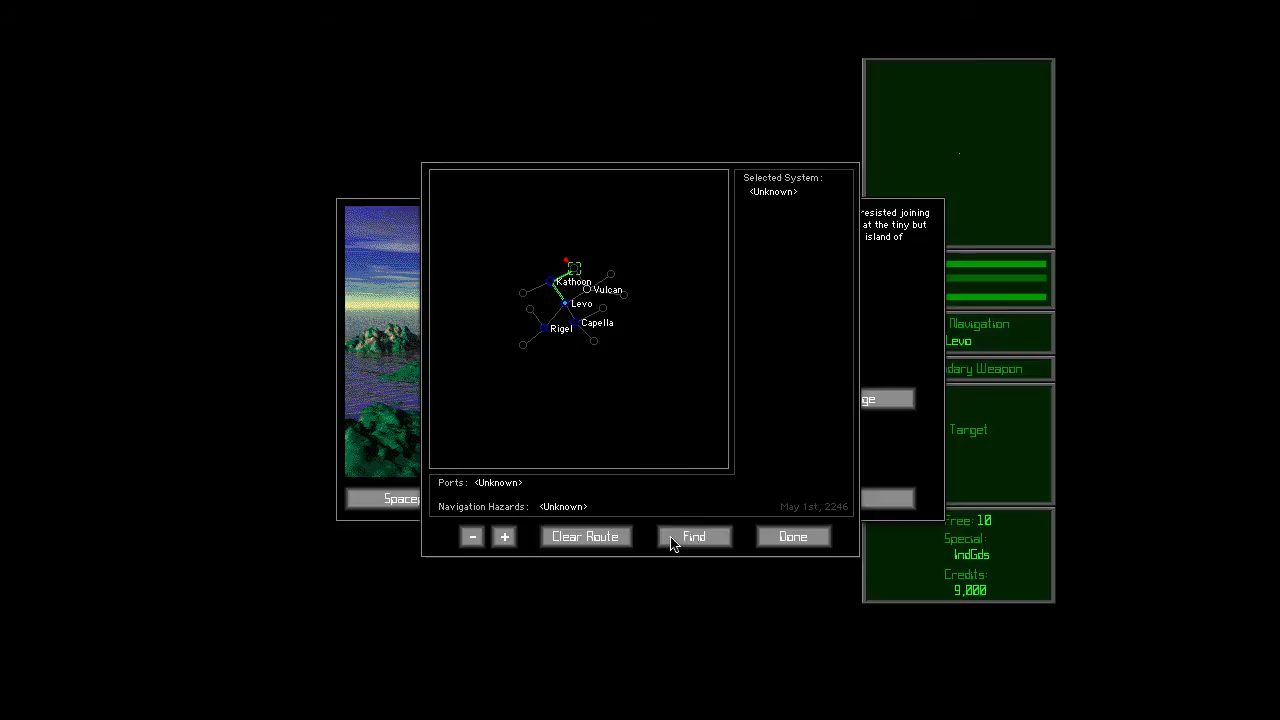 Selected System:
<Unknown>
resisted joining
at the tiny but
island of
Kathoon
Vulcan
Levo
Rigel
Capella
Navigation
Levo
dary Weapon
ge
Target
Ports: <Unknown>
Navigation Hazards: <Unknown>
May 1st, 2246
Space
Free: 10
Special:
IndGds
Credits:
9,000
-
+
Clear Route
Find
Done